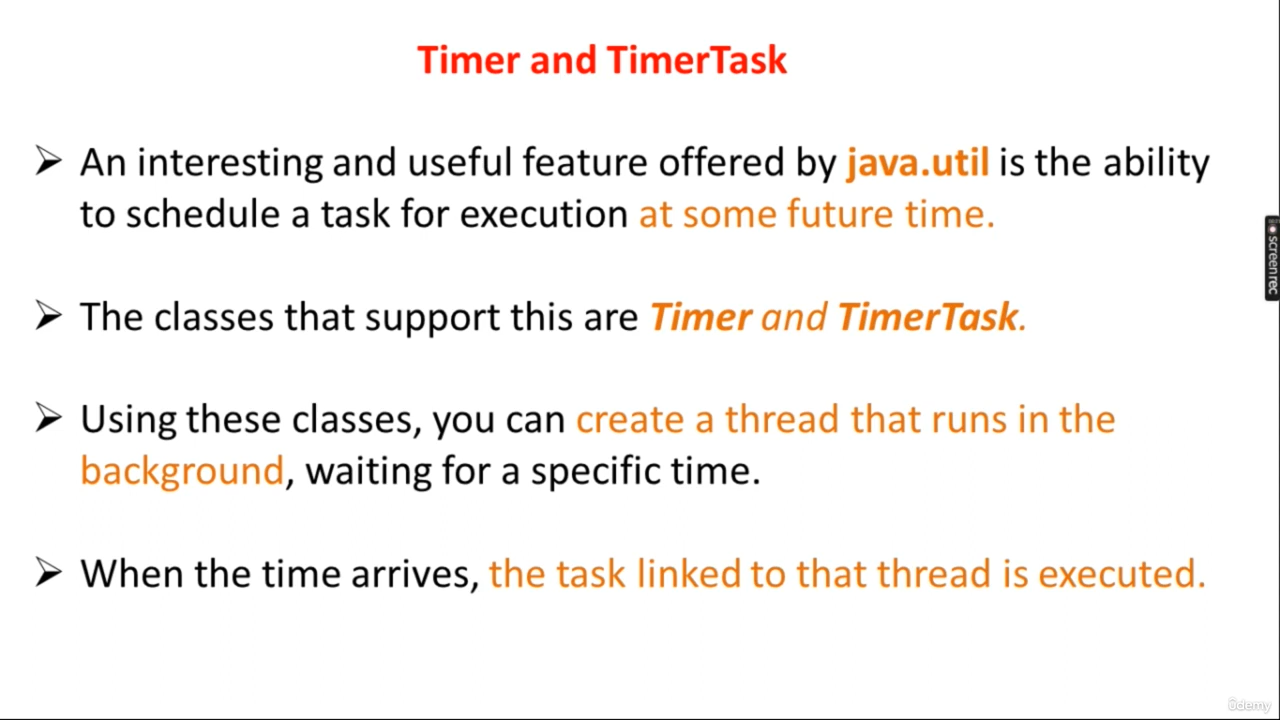 Timer and TimerTask
➢ An interesting and useful feature offered by java.util is the ability
to schedule a task for execution at some future time.
➢ The classes that support this are Timer and TimerTask.
➢ Using these classes, you can create a thread that runs in the
background, waiting for a specific time.
➢ When the time arrives, the task linked to that thread is executed.
screenrec
ûdemy